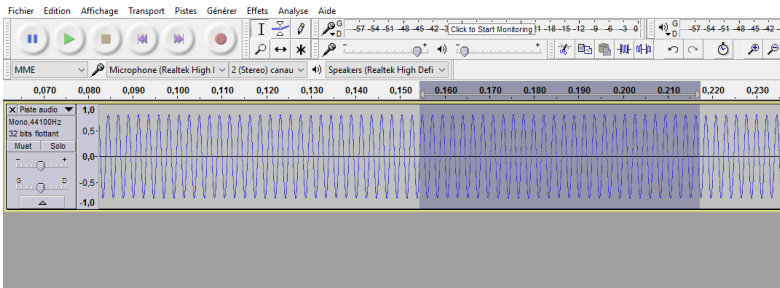 Fichier Edition Affichage Transport Pistes Générer Effets Analyse Aide
G D -57 -54 -51 -48 -45 -42 -3 Click to Start Monitoring !1 -18 -15 -12 -9 -6 -3 0 G D -57 -54 -51 -48 -45 -42
MME Microphone (Realtek High I 2 (Stereo) canau Speakers (Realtek High Defi
0,070 0,080 0,090 0,100 0,110 0,120 0,130 0,140 0,150 0,160 0,170 0,180 0,190 0,200 0,210 0,220 0,230
X Piste audio 1,0
Mono,44100Hz
32 bits flottant 0,5
Muet Solo
- + 0,0
G D -0,5
-1,0